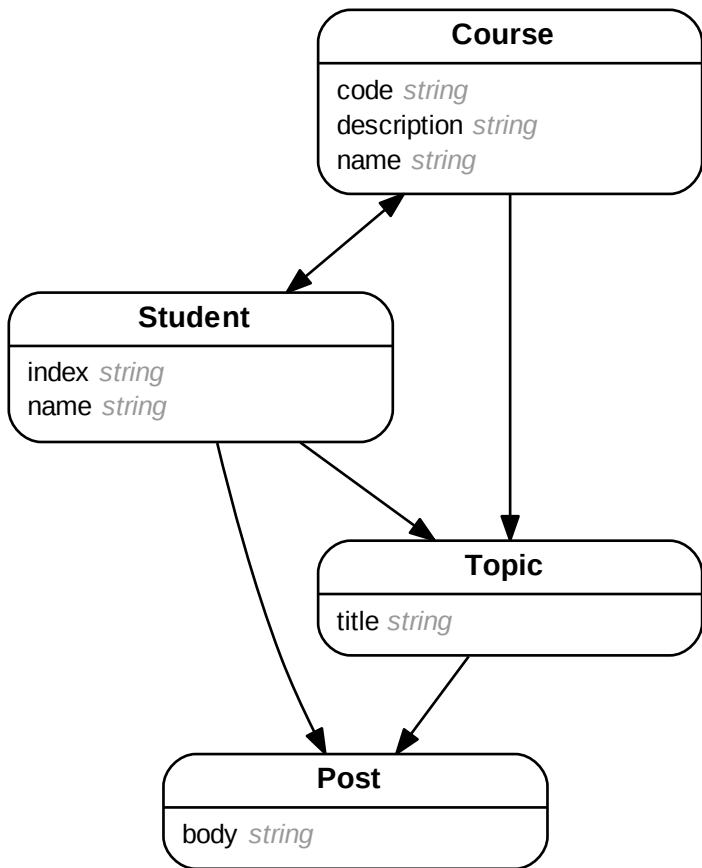 Course
code string
description string
name string
Student
index string
name string
Topic
title string
Post
body string